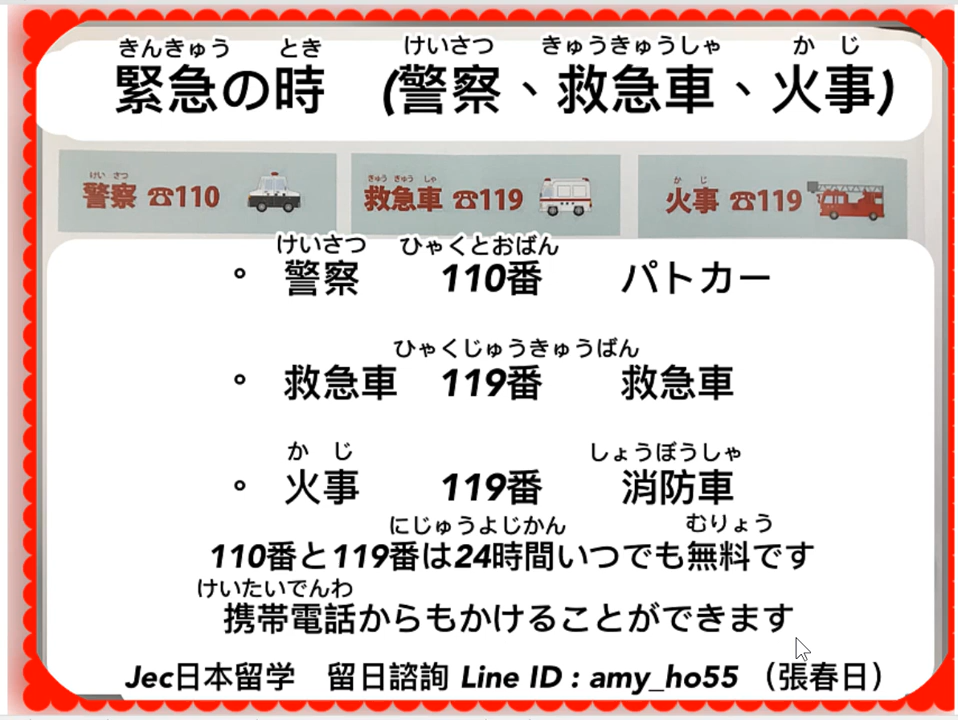 きんきゅう とき けいさつ きゅうきゅうしゃ か じ
緊急の時 (警察、救急車、火事)
けい さつ
警察 ☎110
きゅう きゅう しゃ
救急車 ☎119
か じ
火事 ☎119
けいさつ ひゃくとおばん
。 警察 110番 パトカー
ひゃくじゅうきゅうばん
。 救急車 119番 救急車
か じ しょうぼうしゃ
。 火事 119番 消防車
にじゅうよじかん むりょう
110番と119番は24時間いつでも無料です
けいたいでんわ
携帯電話からもかけることができます
Jec日本留学 留日諮詢 Line ID : amy_ho55 (張春日)